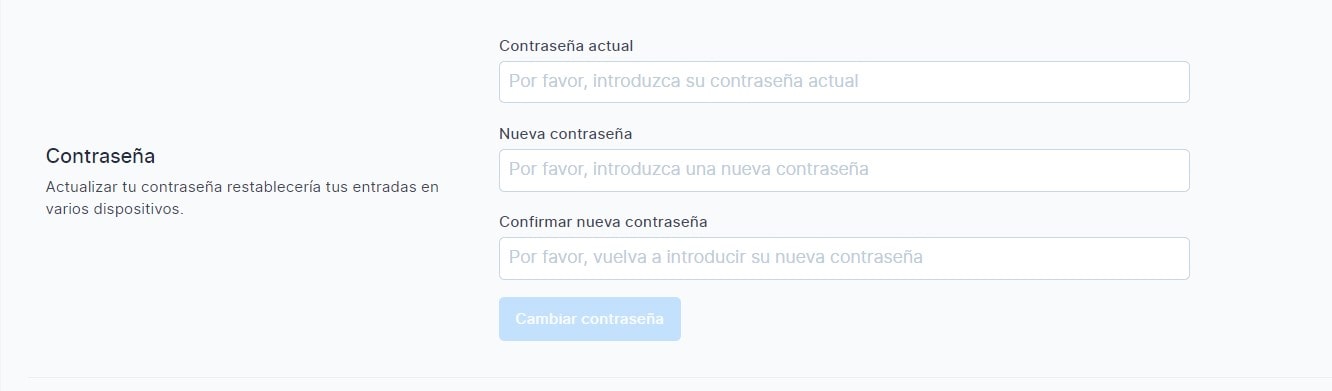 Contraseña
Actualizar tu contraseña restablecería tus entradas en
varios dispositivos.
Contraseña actual
Por favor, introduzca su contraseña actual
Nueva contraseña
Por favor, introduzca una nueva contraseña
Confirmar nueva contraseña
Por favor, vuelva a introducir su nueva contraseña
Cambiar contraseña